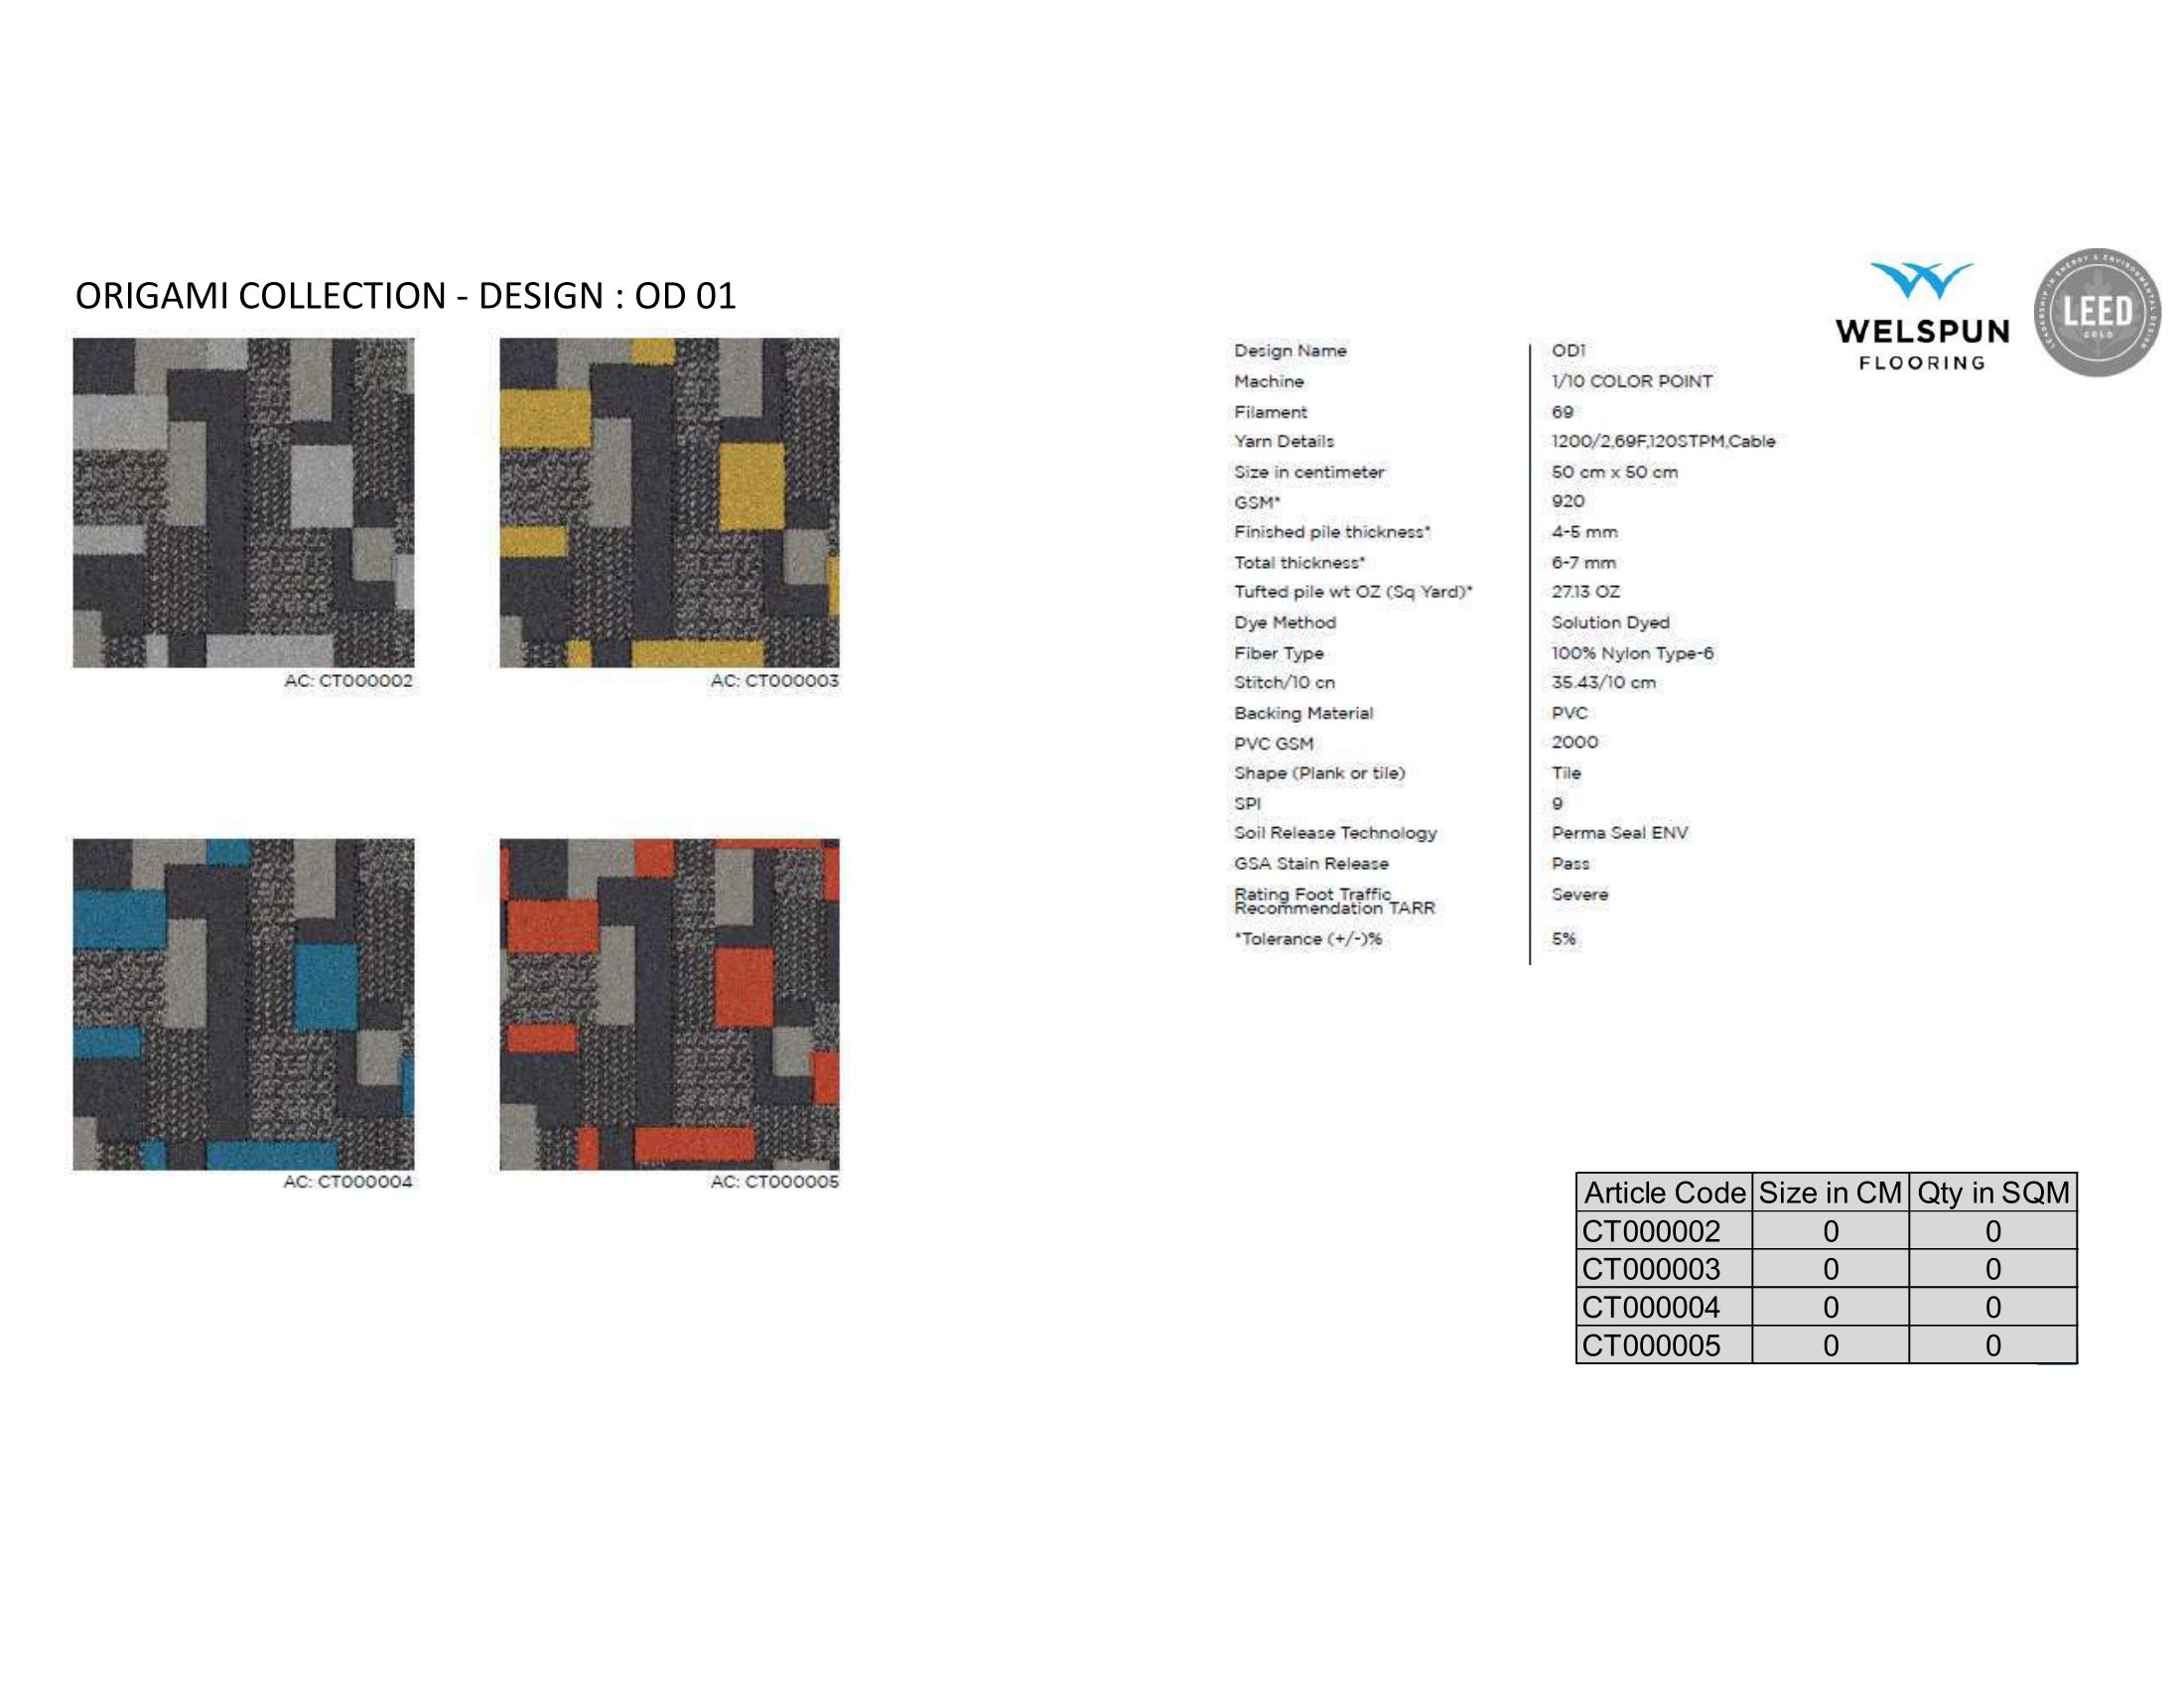 ORIGAMI COLLECTION - DESIGN : OD 01
AC: CT000002
AC: CT000003
AC: CT000004
AC: CT000005
WELSPUN
FLOORING
LEADERSHIP IN ENERGY & ENVIRONMENTAL DESIGN
LEED
GOLD
Design Name OD1
Machine 1/10 COLOR POINT
Filament 69
Yarn Details 1200/2,69F,120STPM,Cable
Size in centimeter 50 cm x 50 cm
GSM* 920
Finished pile thickness* 4-5 mm
Total thickness* 6-7 mm
Tufted pile wt OZ (Sq Yard)* 27.13 OZ
Dye Method Solution Dyed
Fiber Type 100% Nylon Type-6
Stitch/10 cn 35.43/10 cm
Backing Material PVC
PVC GSM 2000
Shape (Plank or tile) Tile
SPI 9
Soil Release Technology Perma Seal ENV
GSA Stain Release Pass
Rating Foot Traffic Severe
Recommendation TARR
*Tolerance (+/-)% 5%
Article Code Size in CM Qty in SQM
CT000002 0 0
CT000003 0 0
CT000004 0 0
CT000005 0 0